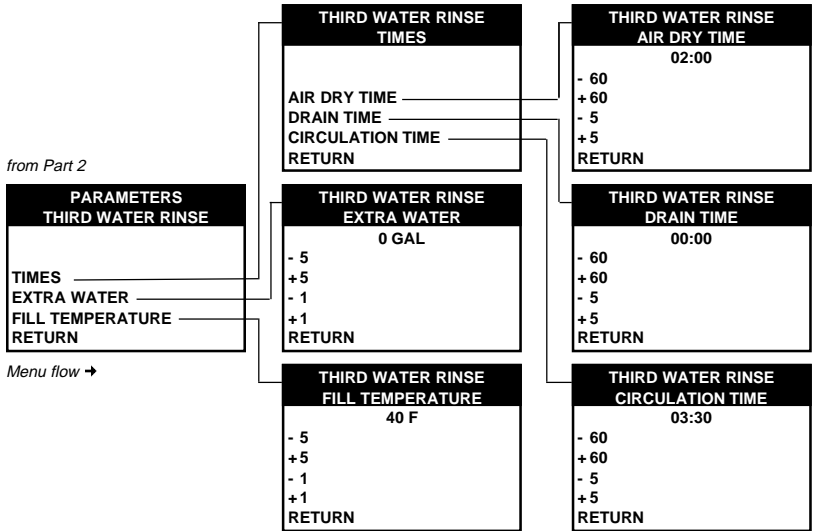 from Part 2
PARAMETERS
THIRD WATER RINSE
TIMES
EXTRA WATER
FILL TEMPERATURE
RETURN
Menu flow →
THIRD WATER RINSE
TIMES
AIR DRY TIME
DRAIN TIME
CIRCULATION TIME
RETURN
THIRD WATER RINSE
EXTRA WATER
0 GAL
- 5
+5
- 1
+1
RETURN
THIRD WATER RINSE
FILL TEMPERATURE
40 F
- 5
+5
- 1
+1
RETURN
THIRD WATER RINSE
AIR DRY TIME
02:00
- 60
+60
- 5
+5
RETURN
THIRD WATER RINSE
DRAIN TIME
00:00
- 60
+60
- 5
+5
RETURN
THIRD WATER RINSE
CIRCULATION TIME
03:30
- 60
+60
- 5
+5
RETURN